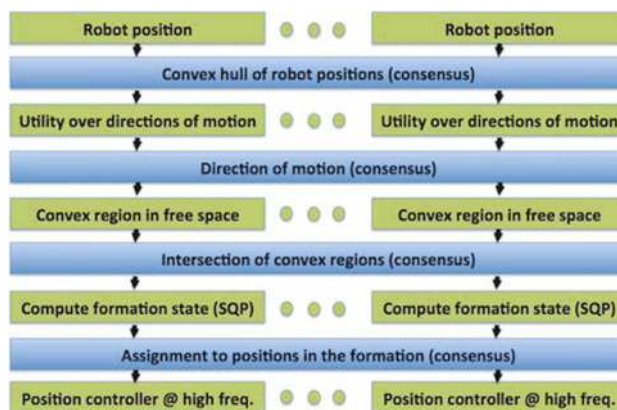 Robot position Robot position
Convex hull of robot positions (consensus)
Utility over directions of motion Utility over directions of motion
Direction of motion (consensus)
Convex region in free space Convex region in free space
Intersection of convex regions (consensus)
Compute formation state (SQP) Compute formation state (SQP)
Assignment to positions in the formation (consensus)
Position controller @ high freq. Position controller @ high freq.